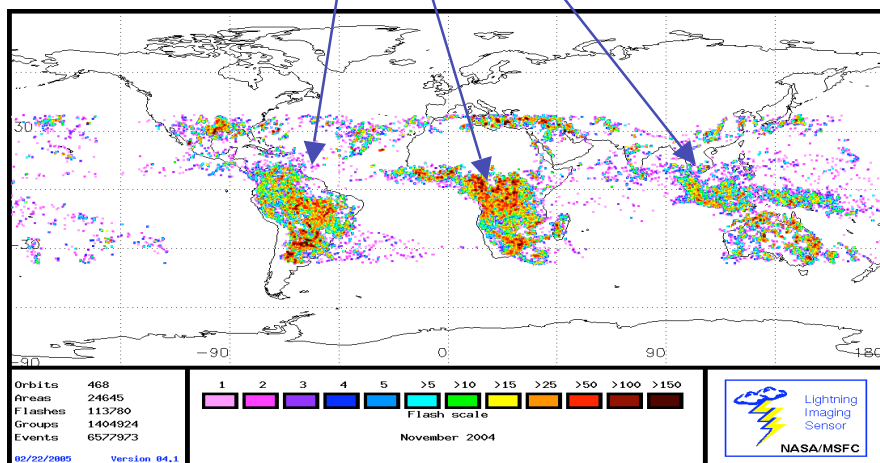 30
-30
-90
-90
0
90
180
Orbits 468
Areas 24645
Flashes 113780
Groups 1404924
Events 6577973
02/22/2005 Version 04.1
1 2 3 4 5 >5 >10 >15 >25 >50 >100 >150
Flash scale
November 2004
Lightning
Imaging
Sensor
NASA/MSFC